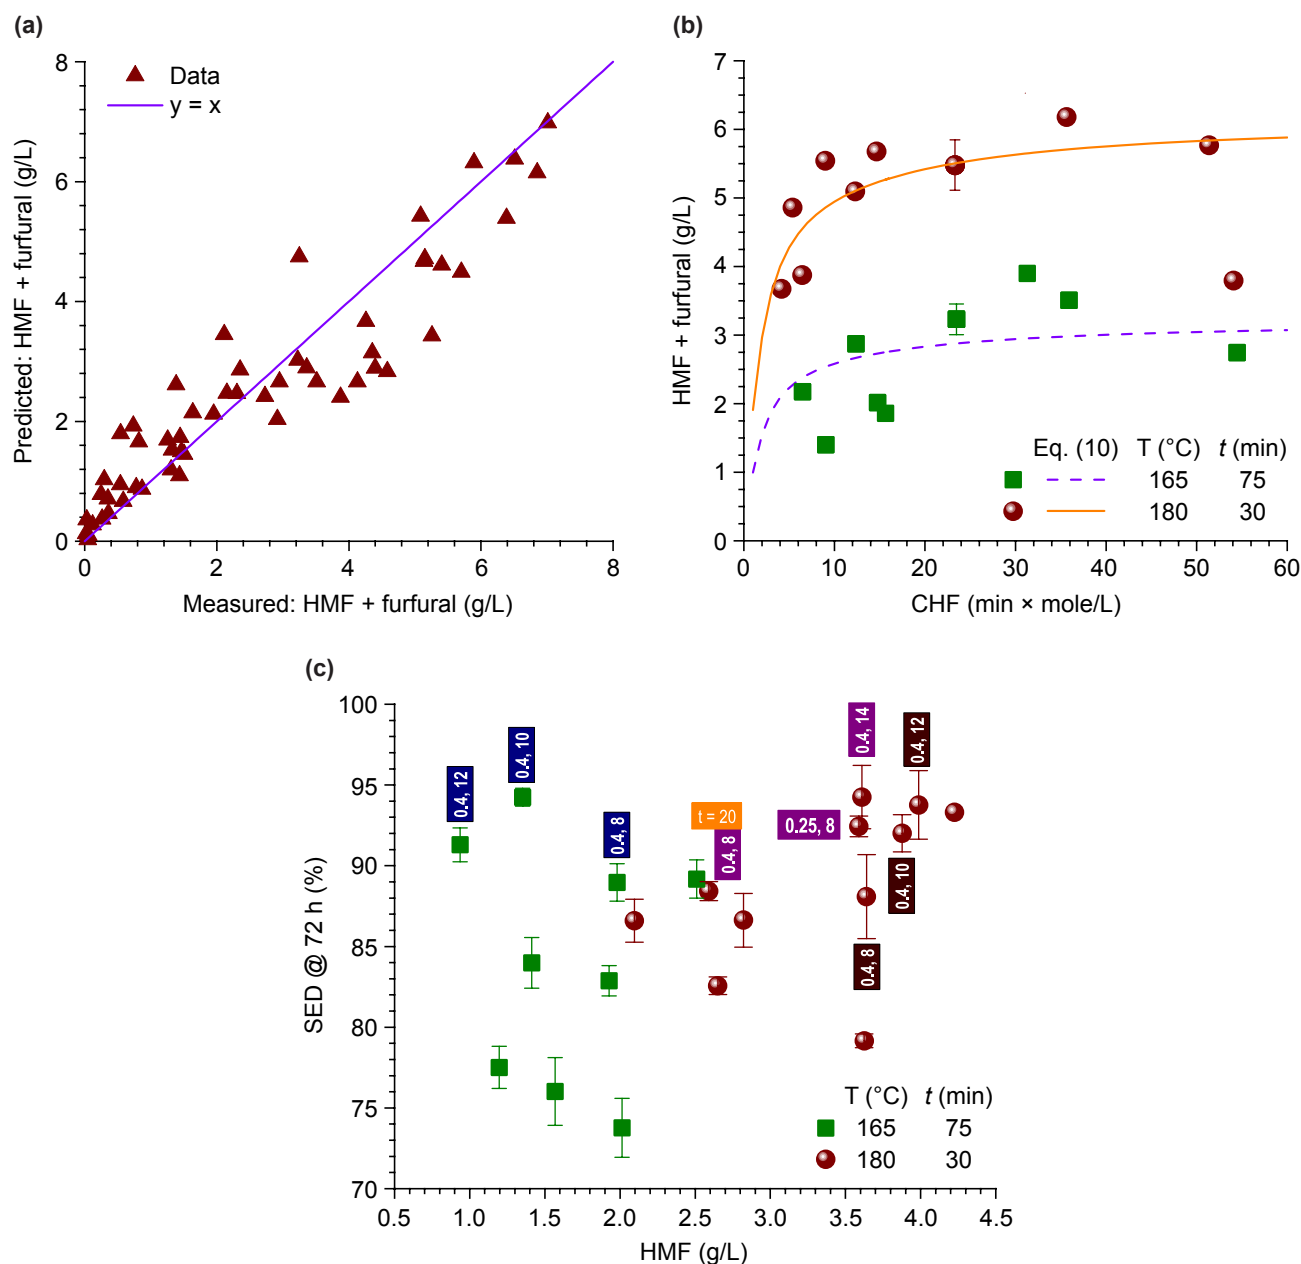 (a)
8
6
4
2
0
0 2 4 6 8
Predicted: HMF + furfural (g/L)
Measured: HMF + furfural (g/L)
Data
y = x
(b)
7
6
5
4
3
2
1
0
0 10 20 30 40 50 60
HMF + furfural (g/L)
CHF (min × mole/L)
Eq. (10) T (°C) t (min)
165 75
180 30
(c)
100
95
90
85
80
75
70
0.5 1.0 1.5 2.0 2.5 3.0 3.5 4.0 4.5
SED @ 72 h (%)
HMF (g/L)
0.4, 12
0.4, 10
0.4, 8
t = 20
0.4, 8
0.25, 8
0.4, 14
0.4, 12
0.4, 10
0.4, 8
T (°C) t (min)
165 75
180 30